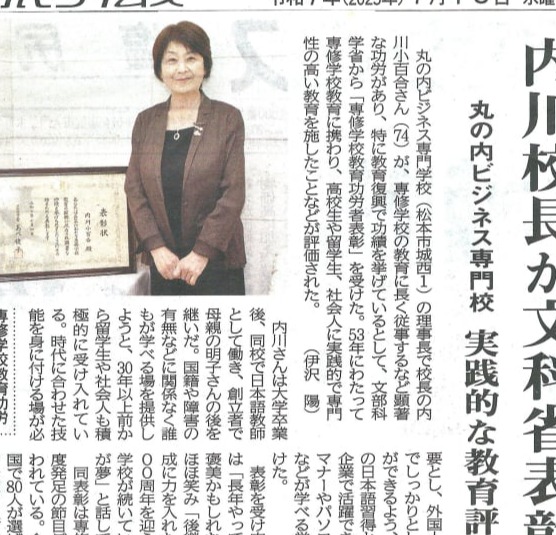 内川校長が文科省表
丸の内ビジネス専門校 実践的な教育評
丸の内ビジネス専門学校（松本市城西1）の理事長で校長の内
川小百合さん（74）が、専修学校の教育に長く従事するなど顕著
な功労があり、特に教育復興で功績を挙げているとして、文部科
学省から「専修学校教育功労者表彰」を受けた。53年にわたって
専修学校教育に携わり、高校生や留学生、社会人に実践的で専門
性の高い教育を施したことなどが評価された。　（伊沢　陽）
内川さんは大学卒業
後、同校で日本語教師
として働き、創立者で
母親の明子さんの後を
継いだ。国籍や障害の
有無などに関係なく誰
もが学べる場を提供し
ようと、30年以上前か
ら留学生や社会人も積
極的に受け入れてい
る。時代に合わせた技
能を身に付ける場が必
要とし、外国人
でしっかりと
ができるよう、
の日本語習得と
企業で活躍でき
マナーやパソコ
などが学べる学
けた。
表彰を受け
は「長年やって
褒美かもしれ
ほほ笑み「後継
成に力を入れ
00周年を迎
学校が続いてい
が夢」と話して
同表彰は専修
度発足の節目
われている。
国で80人が選
専修学校教育功労
表彰状
内川小百合